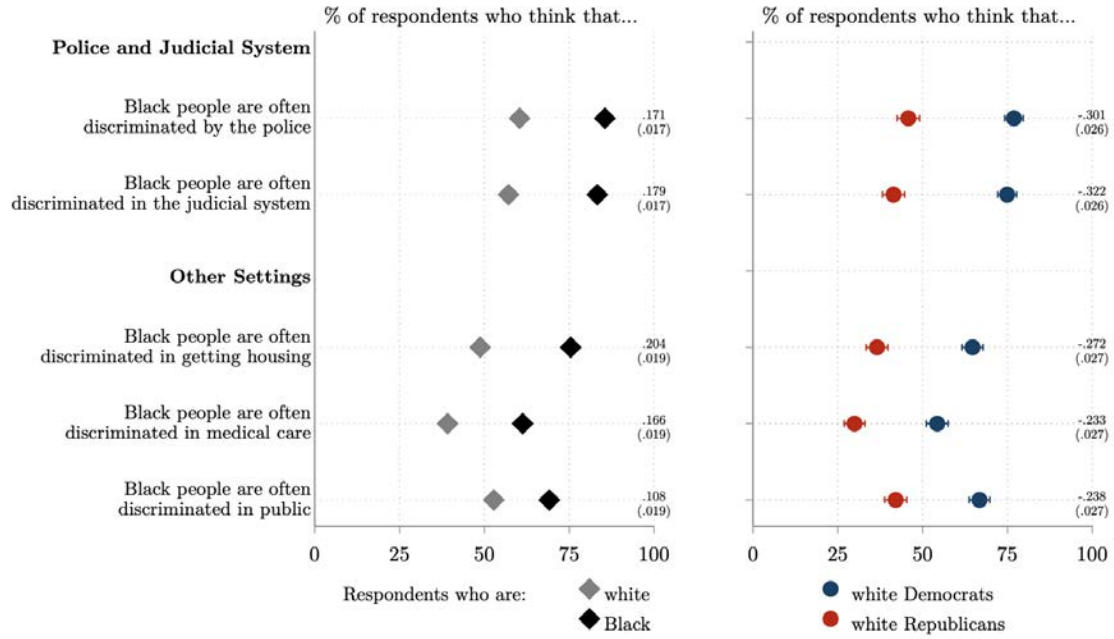 % of respondents who think that...
% of respondents who think that...
Police and Judicial System
Black people are often
discriminated by the police
.171
(.017)
-.301
(.026)
Black people are often
discriminated in the judicial system
.179
(.017)
-.322
(.026)
Other Settings
Black people are often
discriminated in getting housing
.204
(.019)
-.272
(.027)
Black people are often
discriminated in medical care
.166
(.019)
-.233
(.027)
Black people are often
discriminated in public
.108
(.019)
-.238
(.027)
0 25 50 75 100
0 25 50 75 100
Respondents who are:
white
Black
white Democrats
white Republicans